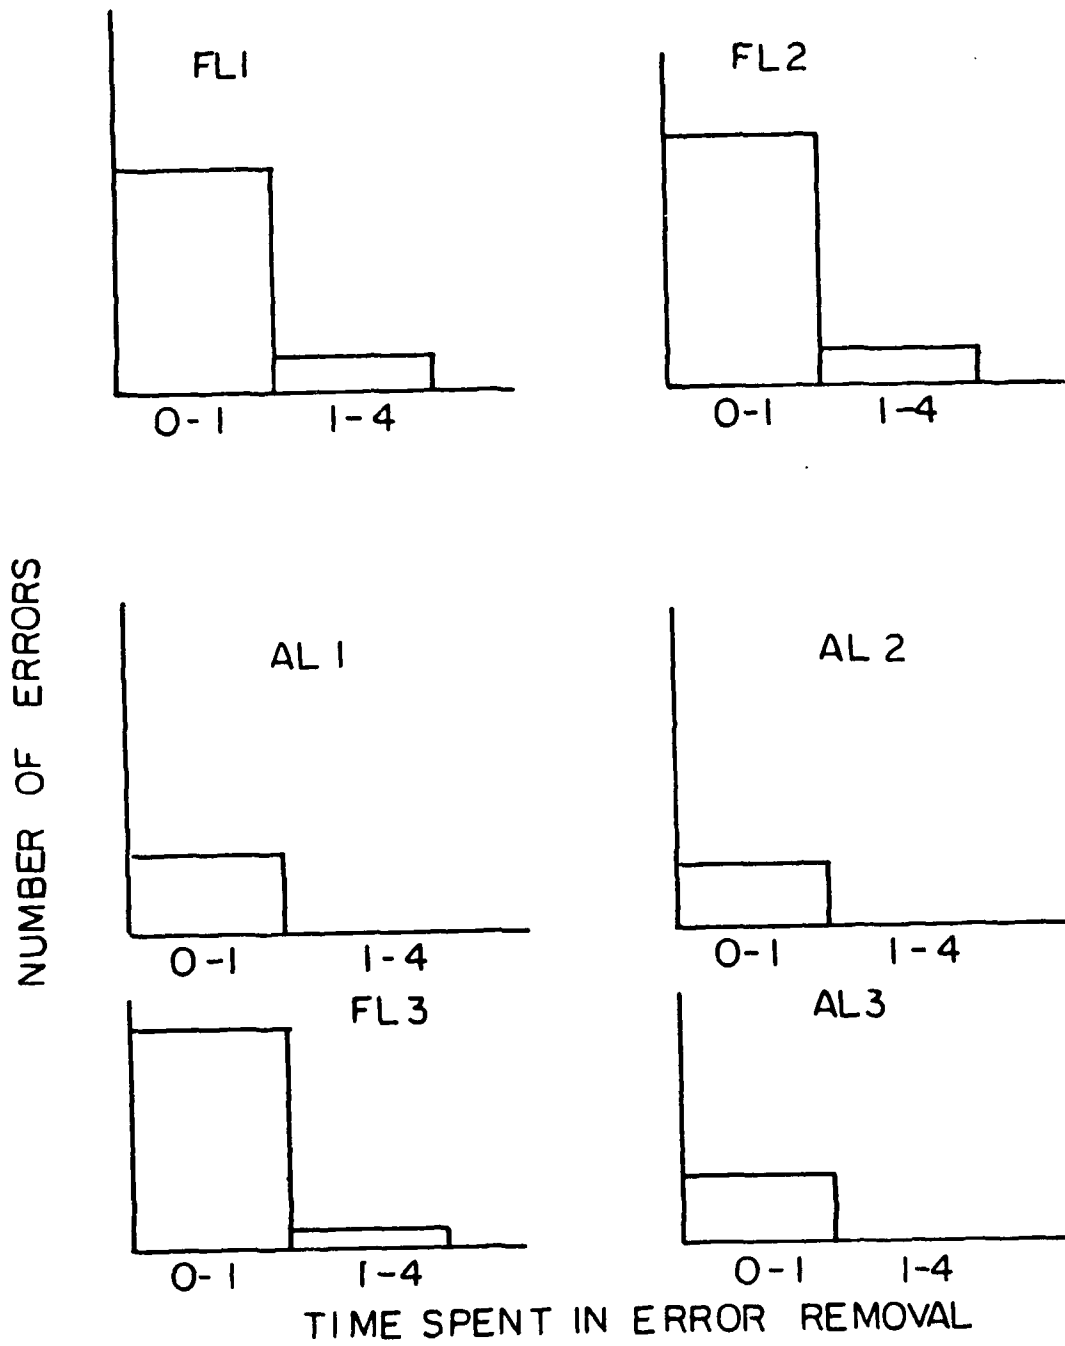 FL1
FL2
0-1 1-4
0-1 1-4
NUMBER OF ERRORS
AL 1
AL 2
0-1 1-4
0-1 1-4
FL3
AL3
0-1 1-4
0-1 1-4
TIME SPENT IN ERROR REMOVAL